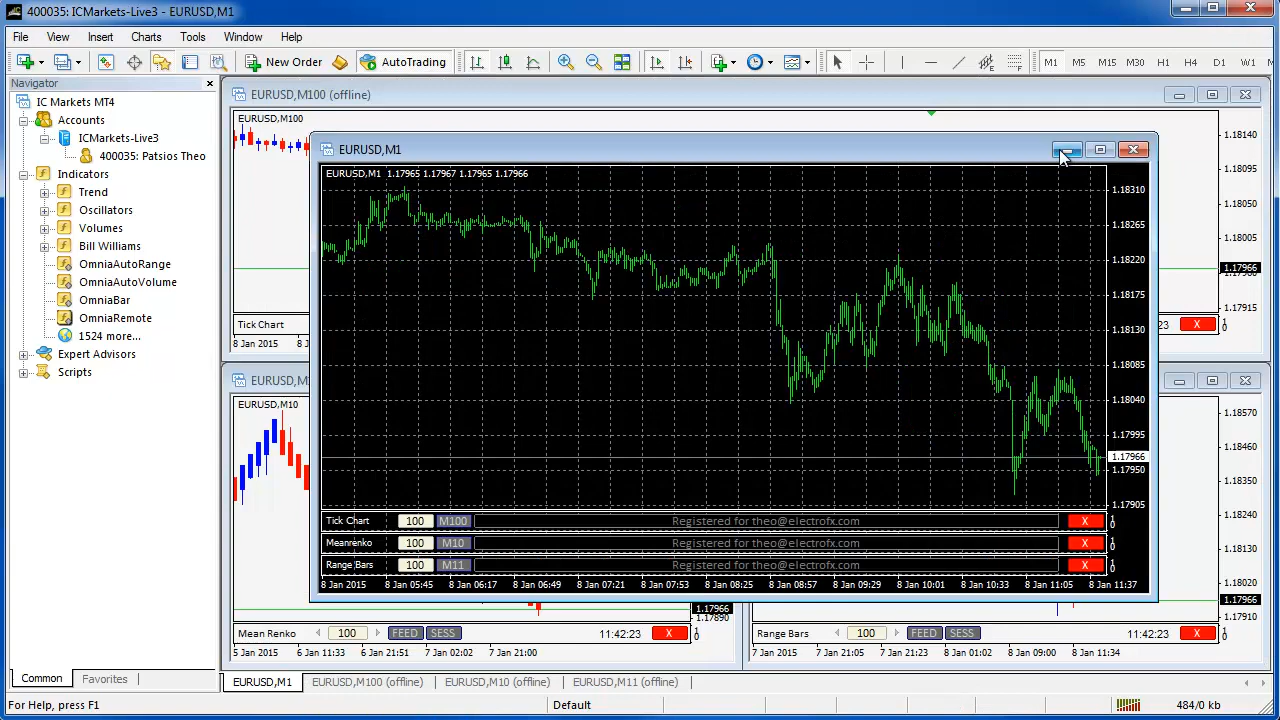 400035: ICMarkets-Live3 - EURUSD,M1
File View Insert Charts Tools Window Help
New Order AutoTrading M1 M5 M15 M30 H1 H4 D1 W1
Navigator
IC Markets MT4
Accounts
ICMarkets-Live3
400035: Patsios Theo
Indicators
Trend
Oscillators
Volumes
Bill Williams
OmniaAutoRange
OmniaAutoVolume
OmniaBar
OmniaRemote
1524 more...
Expert Advisors
Scripts
Common Favorites
EURUSD,M100 (offline)
EURUSD,M100
1.18140
1.18095
1.18050
1.18005
1.17966
1.17915
Tick Chart
23 X 1 0
8 Jan 2015
EURUSD,M1
EURUSD,M1 1.17965 1.17967 1.17965 1.17966
1.18310
1.18265
1.18220
1.18175
1.18130
1.18085
1.18040
1.17995
1.17966
1.17950
1.17905
Tick Chart 100 M100 Registered for theo@electrofx.com X 1 0
Meanrenko 100 M10 Registered for theo@electrofx.com X 1 0
Range Bars 100 M11 Registered for theo@electrofx.com X 1 0
8 Jan 2015 8 Jan 05:45 8 Jan 06:17 8 Jan 06:49 8 Jan 07:21 8 Jan 07:53 8 Jan 08:25 8 Jan 08:57 8 Jan 09:29 8 Jan 10:01 8 Jan 10:33 8 Jan 11:05 8 Jan 11:37
EURUSD,M10
1.17966
1.17890
Mean Renko 100 FEED SESS 11:42:23 X 1 0
5 Jan 2015 6 Jan 11:33 6 Jan 21:51 7 Jan 02:02 7 Jan 21:00
1.18570
1.18460
1.18350
1.18240
1.18130
1.18020
1.17966
1.17910
Range Bars 100 FEED SESS 11:42:23 X 1 0
7 Jan 2015 7 Jan 21:05 7 Jan 21:23 8 Jan 01:02 8 Jan 09:00 8 Jan 11:34
EURUSD,M1 EURUSD,M100 (offline) EURUSD,M10 (offline) EURUSD,M11 (offline)
For Help, press F1 Default 484/0 kb